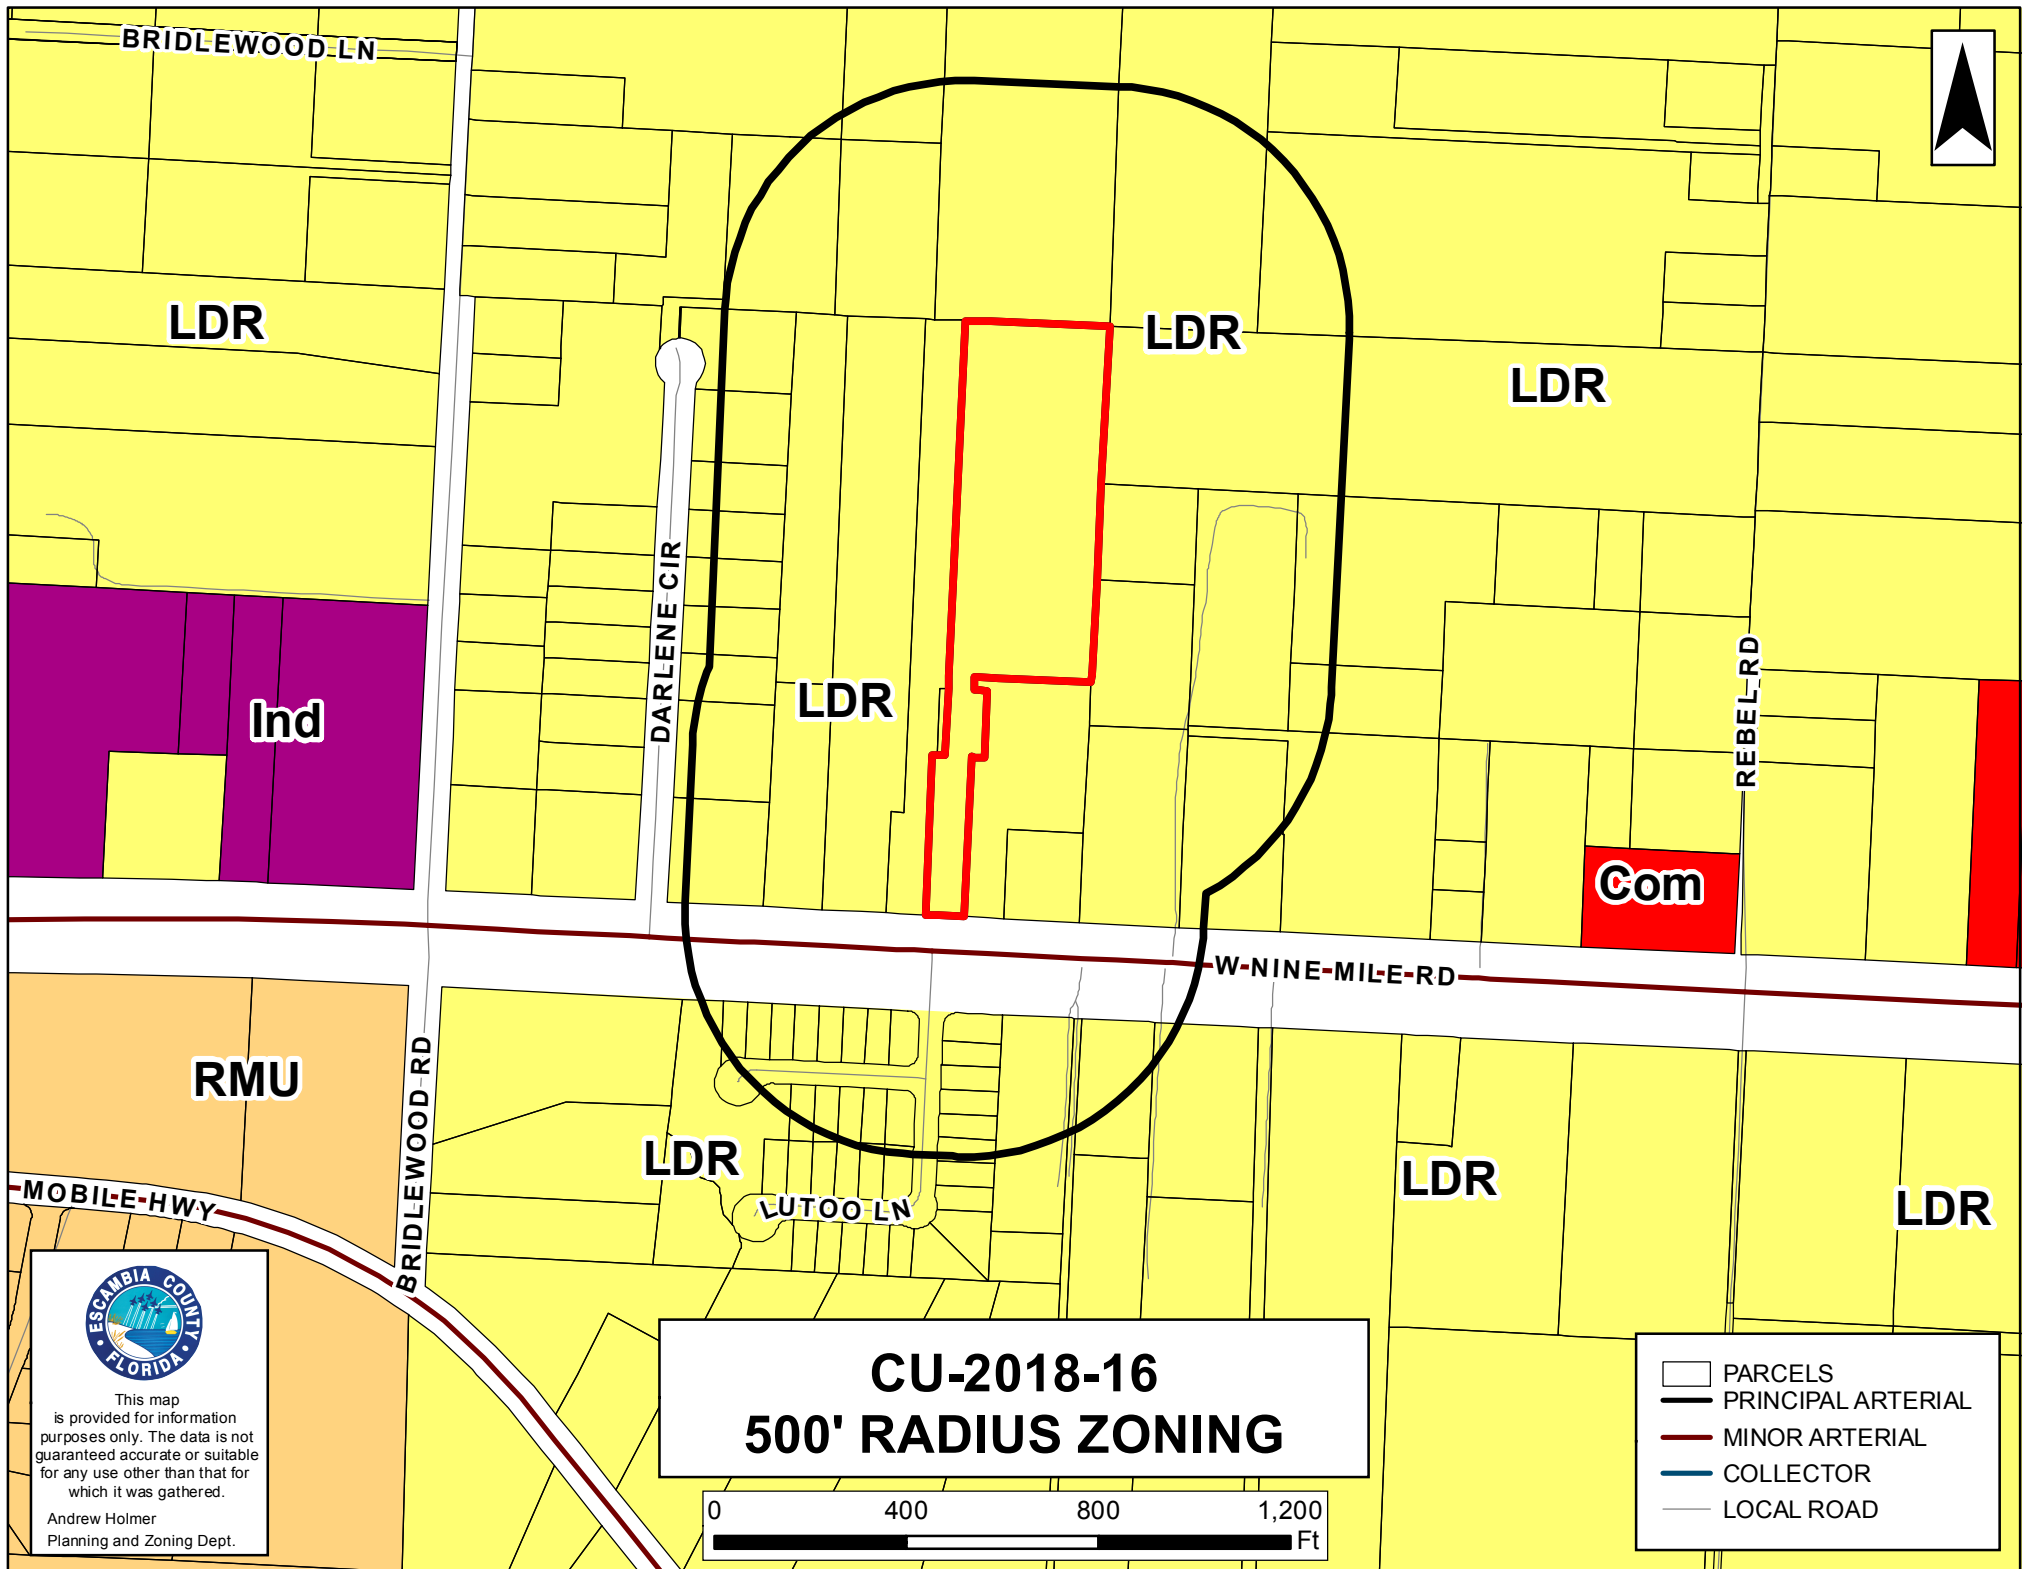 BRIDLEWOOD LN
LDR
LDR
LDR
DARLENE CIR
LDR
Ind
REBEL RD
Com
W NINE MILE RD
RMU
BRIDLEWOOD RD
LDR
LDR
LDR
MOBILE HWY
LUTOO LN
ESCAMBIA COUNTY
FLORIDA
This map
is provided for information
purposes only. The data is not
guaranteed accurate or suitable
for any use other than that for
which it was gathered.
Andrew Holmer
Planning and Zoning Dept.
CU-2018-16
500' RADIUS ZONING
0 400 800 1,200
Ft
PARCELS
PRINCIPAL ARTERIAL
MINOR ARTERIAL
COLLECTOR
LOCAL ROAD